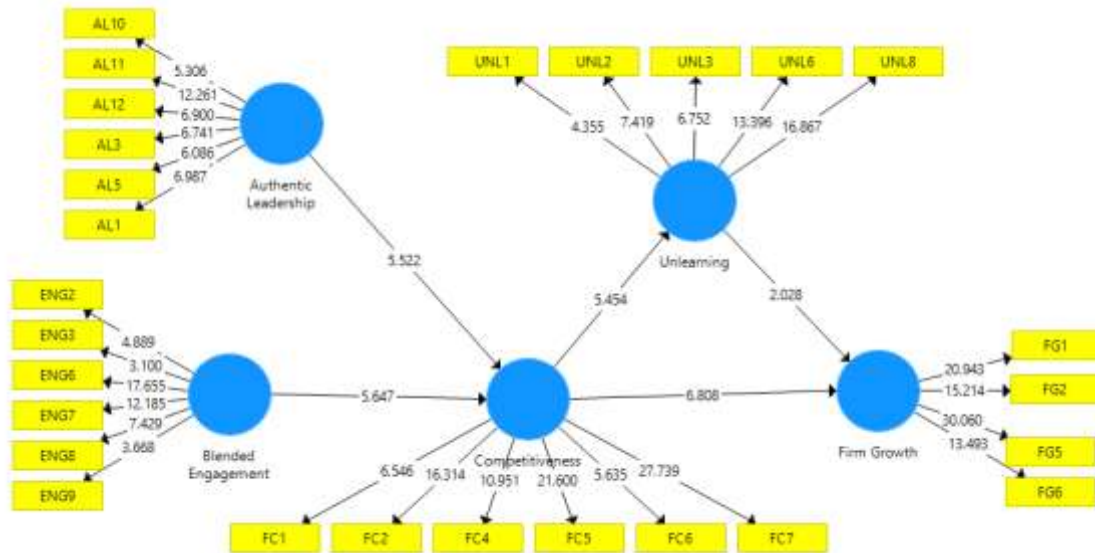 AL10
AL11
AL12
AL3
AL5
AL1
5.306
12.261
6.900
6.741
6.086
6.987
Authentic
Leadership
UNL1
UNL2
UNL3
UNL6
UNL8
4.355
7.419
6.752
13.396
16.867
Unlearning
5.522
5.454
2.028
ENG2
ENG3
ENG6
ENG7
ENG8
ENG9
4.889
3.100
17.655
12.185
7.429
3.668
Blended
Engagement
5.647
Competitiveness
6.808
Firm Growth
20.943
15.214
30.060
13.493
FG1
FG2
FG5
FG6
6.546
16.314
10.951
21.600
5.635
27.739
FC1
FC2
FC4
FC5
FC6
FC7